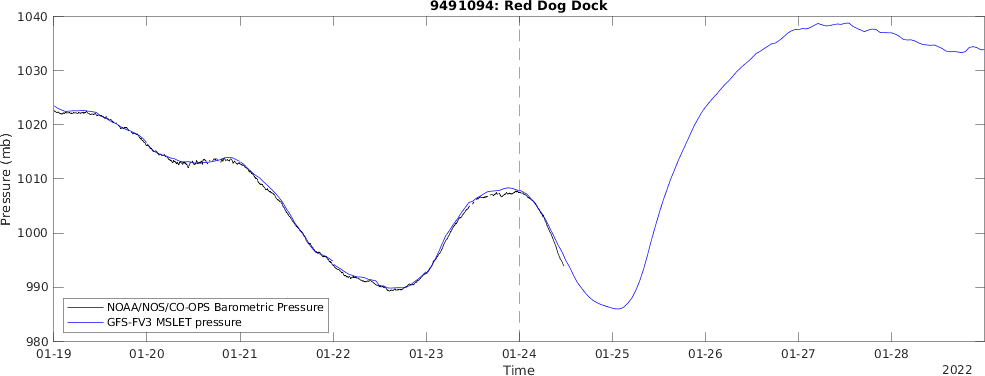 9491094: Red Dog Dock
1040
1030
1020
1010
1000
990
980
Pressure (mb)
NOAA/NOS/CO-OPS Barometric Pressure
GFS-FV3 MSLET pressure
01-19 01-20 01-21 01-22 01-23 01-24 01-25 01-26 01-27 01-28
Time
2022